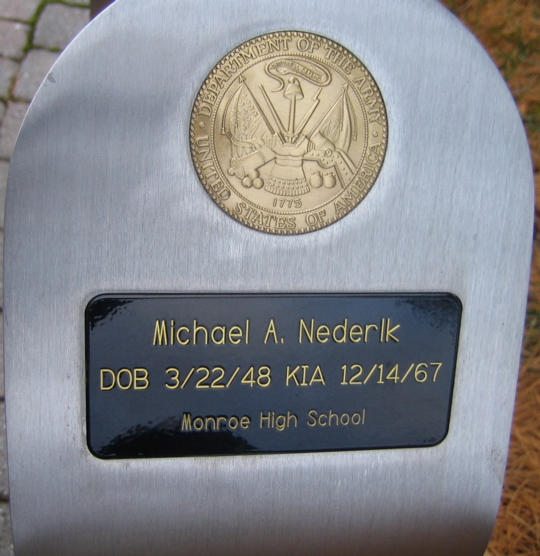 DEPARTMENT OF THE ARMY
UNITED STATES OF AMERICA
1775
Michael A. Nederlk
DOB 3/22/48 KIA 12/14/67
Monroe High School